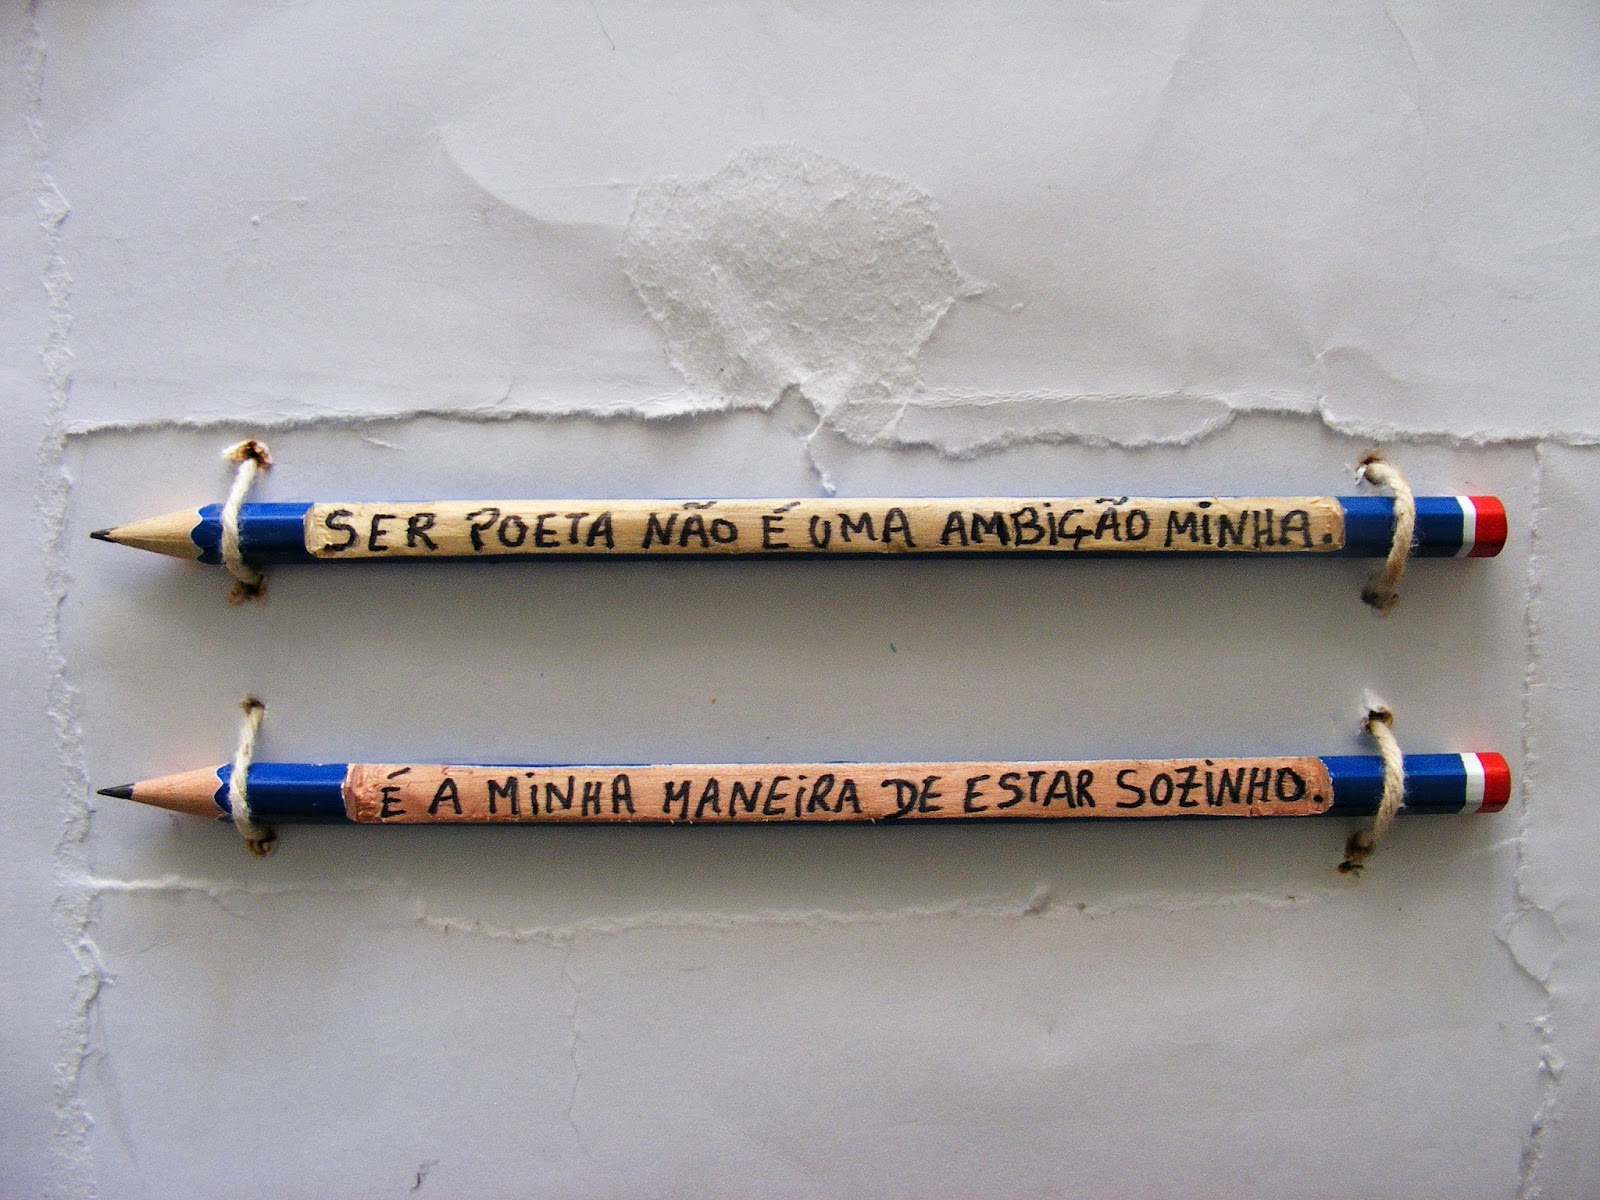 SER POETA NÃO É UMA AMBIÇÃO MINHA.
É A MINHA MANEIRA DE ESTAR SOZINHO.